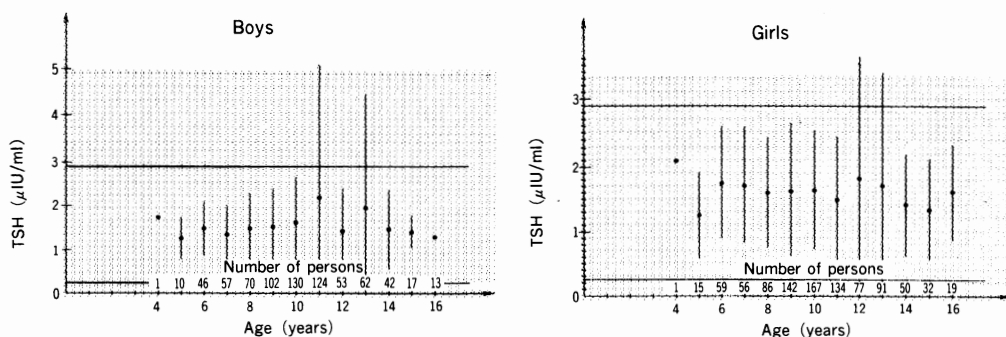 Boys
5
4
3
2
1
0
TSH (μIU/ml)
Number of persons
1 10 46 57 70 102 130 124 53 62 42 17 13
4 6 8 10 12 14 16
Age (years)
Girls
3
2
1
0
TSH (μIU/ml)
Number of persons
1 15 59 56 86 142 167 134 77 91 50 32 19
4 6 8 10 12 14 16
Age (years)